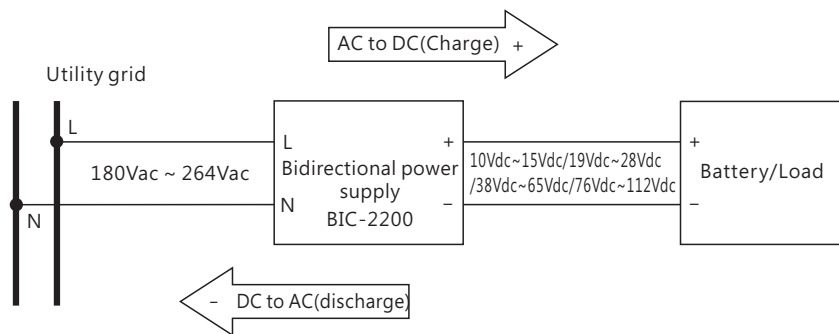 AC to DC(Charge) +
Utility grid
L
180Vac ~ 264Vac
N
L
N
Bidirectional power
supply
BIC-2200
+
−
10Vdc~15Vdc/19Vdc~28Vdc
/38Vdc~65Vdc/76Vdc~112Vdc
+
−
Battery/Load
− DC to AC(discharge)